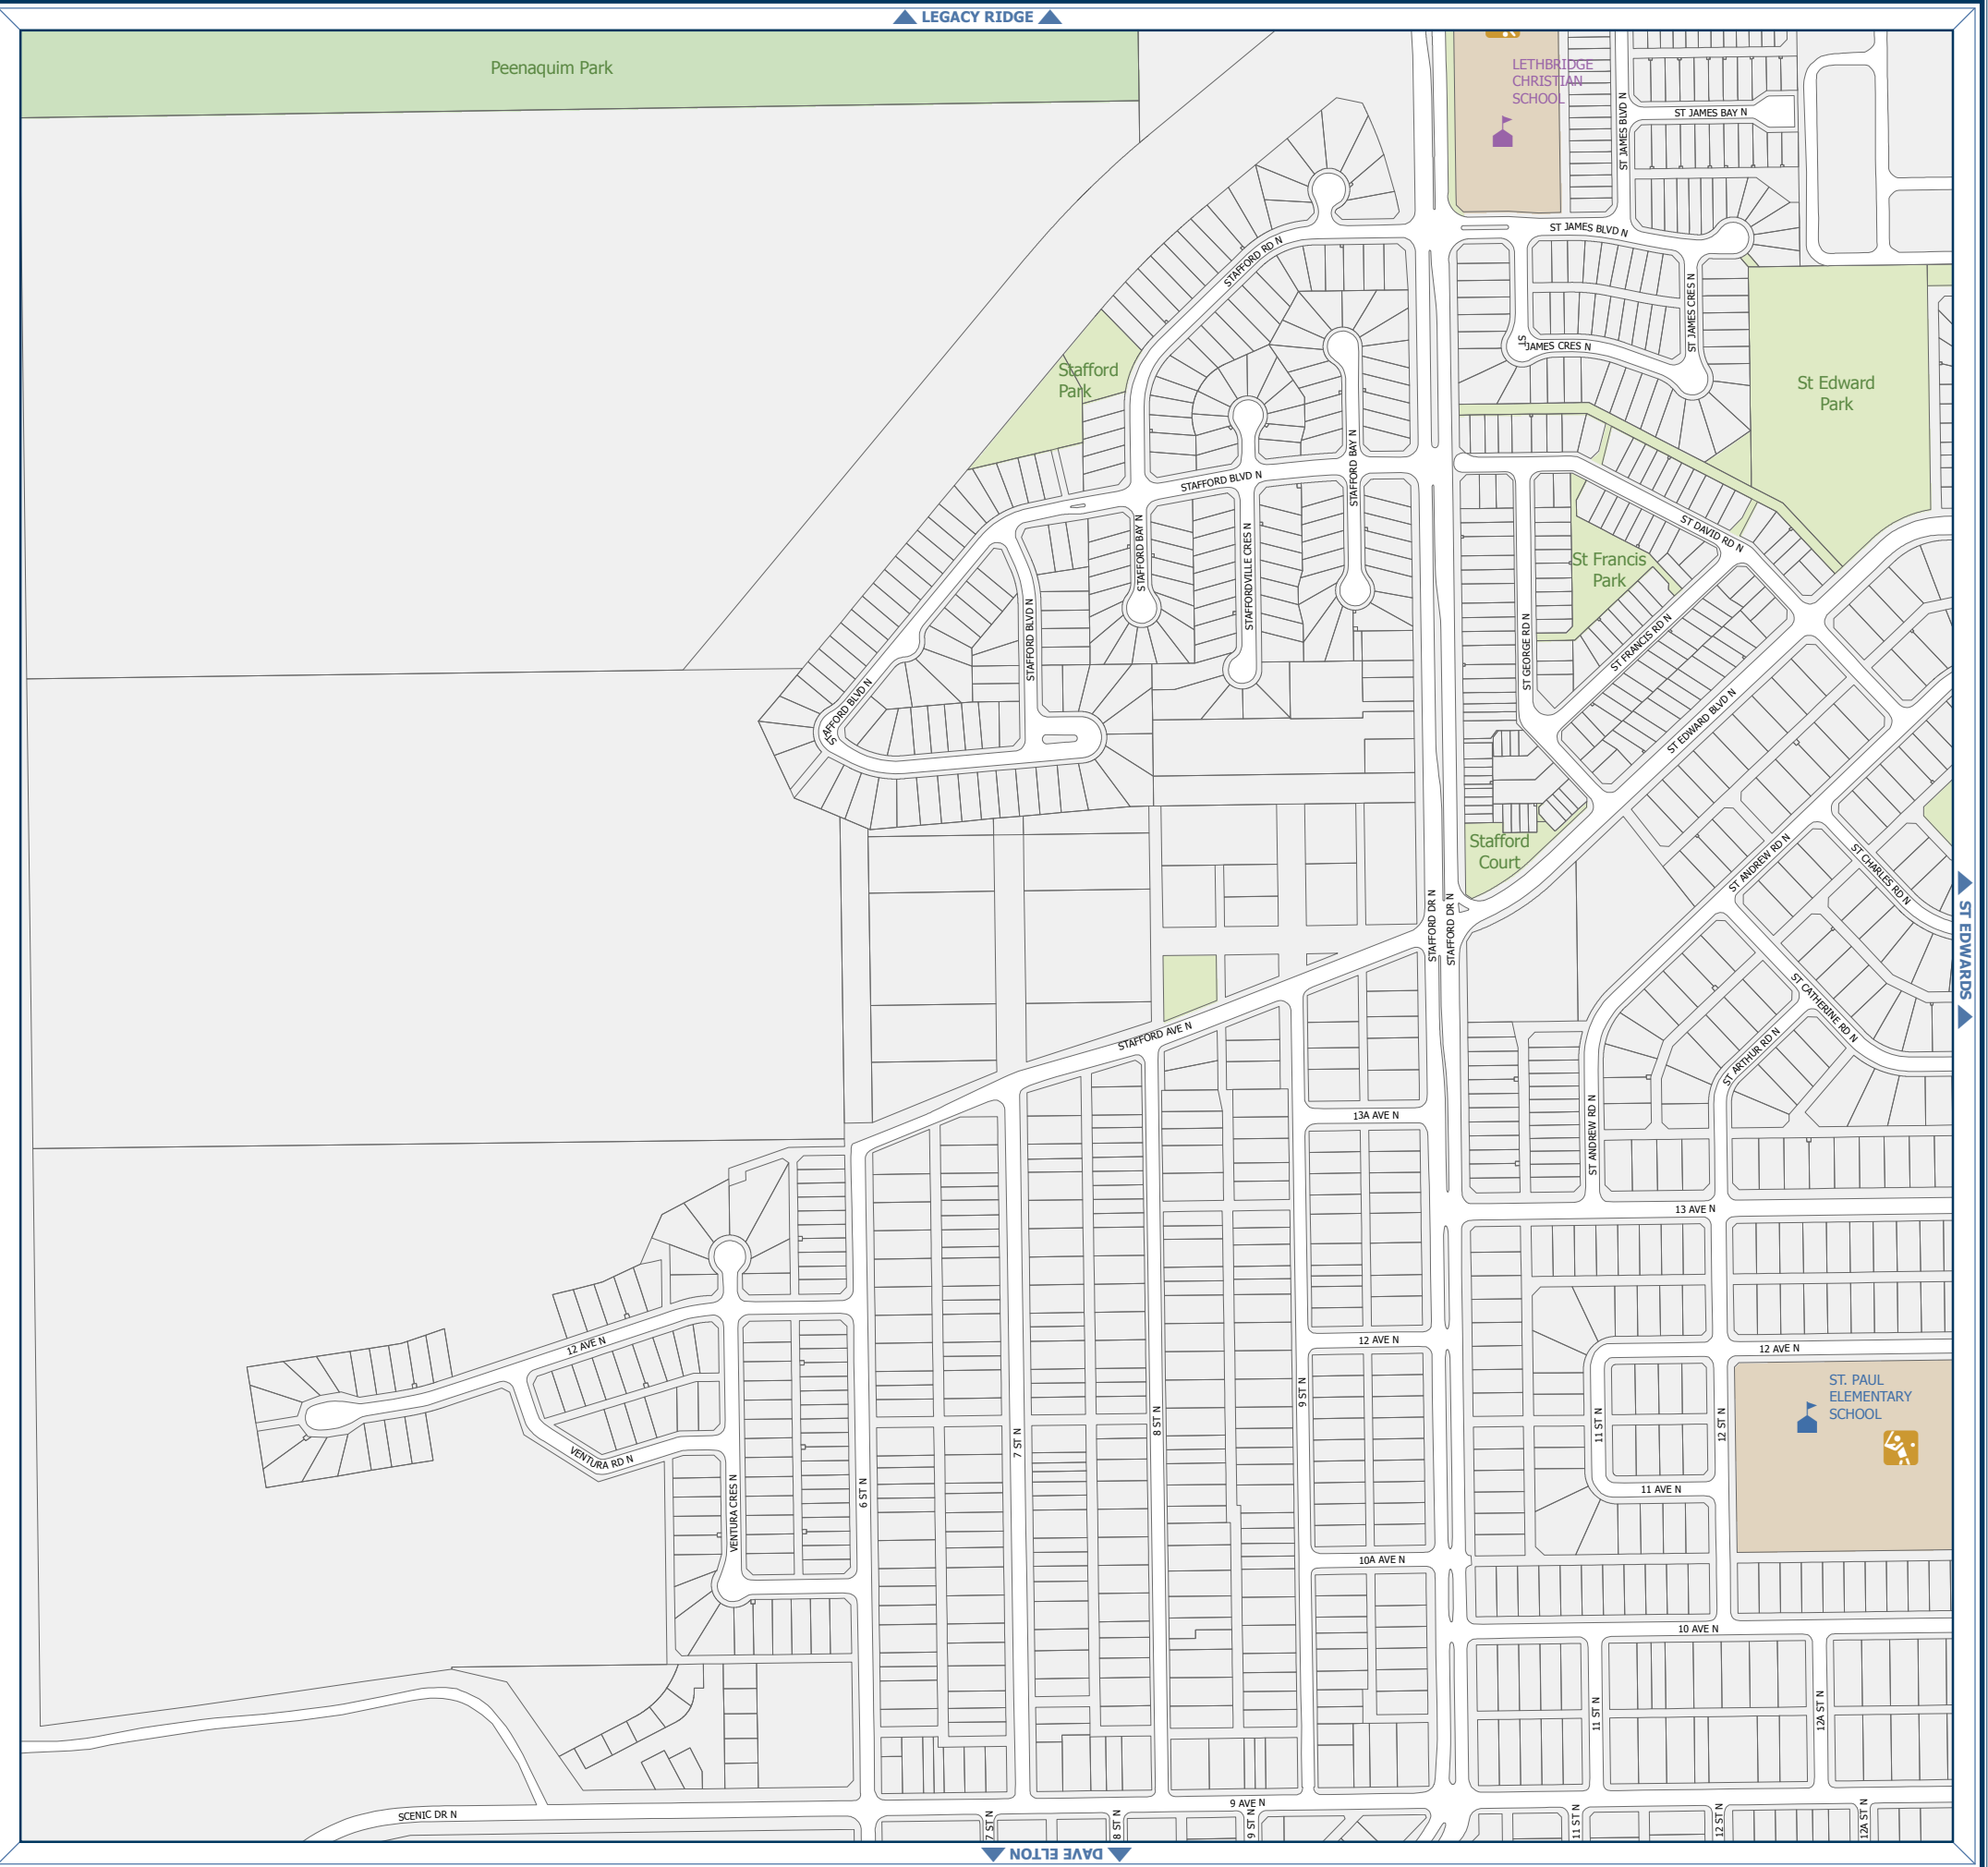 LEGACY RIDGE
Peenaquim Park
LETHBRIDGE
CHRISTIAN
SCHOOL
ST JAMES BLVD N
ST JAMES BAY N
ST JAMES BLVD N
STAFFORD RD N
ST JAMES CRES N
ST
JAMES CRES N
Stafford
Park
St Edward
Park
STAFFORD BLVD N
STAFFORD BAY N
STAFFORD BAY N
STAFFORDVILLE CRES N
ST DAVID RD N
St Francis
Park
STAFFORD BLVD N
ST GEORGE RD N
ST FRANCIS RD N
STAFFORD BLVD N
ST EDWARD BLVD N
Stafford
Court
ST ANDREW RD N
ST CHARLES RD N
STAFFORD DR N
STAFFORD DR N
ST EDWARDS
ST CATHERINE RD N
STAFFORD AVE N
ST ARTHUR RD N
13A AVE N
ST ANDREW RD N
13 AVE N
12 AVE N
12 AVE N
12 AVE N
ST. PAUL
ELEMENTARY
SCHOOL
9 ST N
8 ST N
11 ST N
12 ST N
7 ST N
VENTURA RD N
6 ST N
VENTURA CRES N
11 AVE N
10A AVE N
10 AVE N
11 ST N
12A ST N
9 AVE N
SCENIC DR N
7 ST N
8 ST N
9 ST N
11 ST N
12 ST N
12A ST N
DAVE ELTON